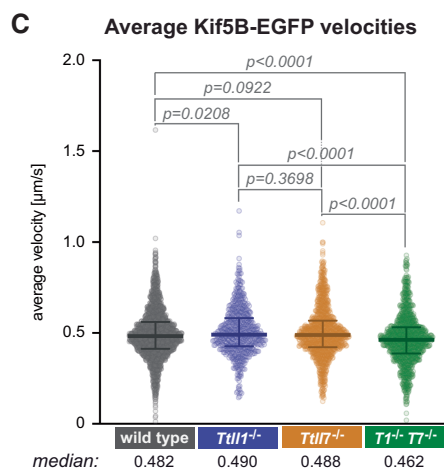 C Average Kif5B-EGFP velocities
2.0
p<0.0001
p=0.0922
p=0.0208
1.5
p<0.0001
p=0.3698
p<0.0001
1.0
0.5
0
average velocity [µm/s]
wild type Ttll1-/- Ttll7-/- T1-/- T7-/-
median: 0.482 0.490 0.488 0.462